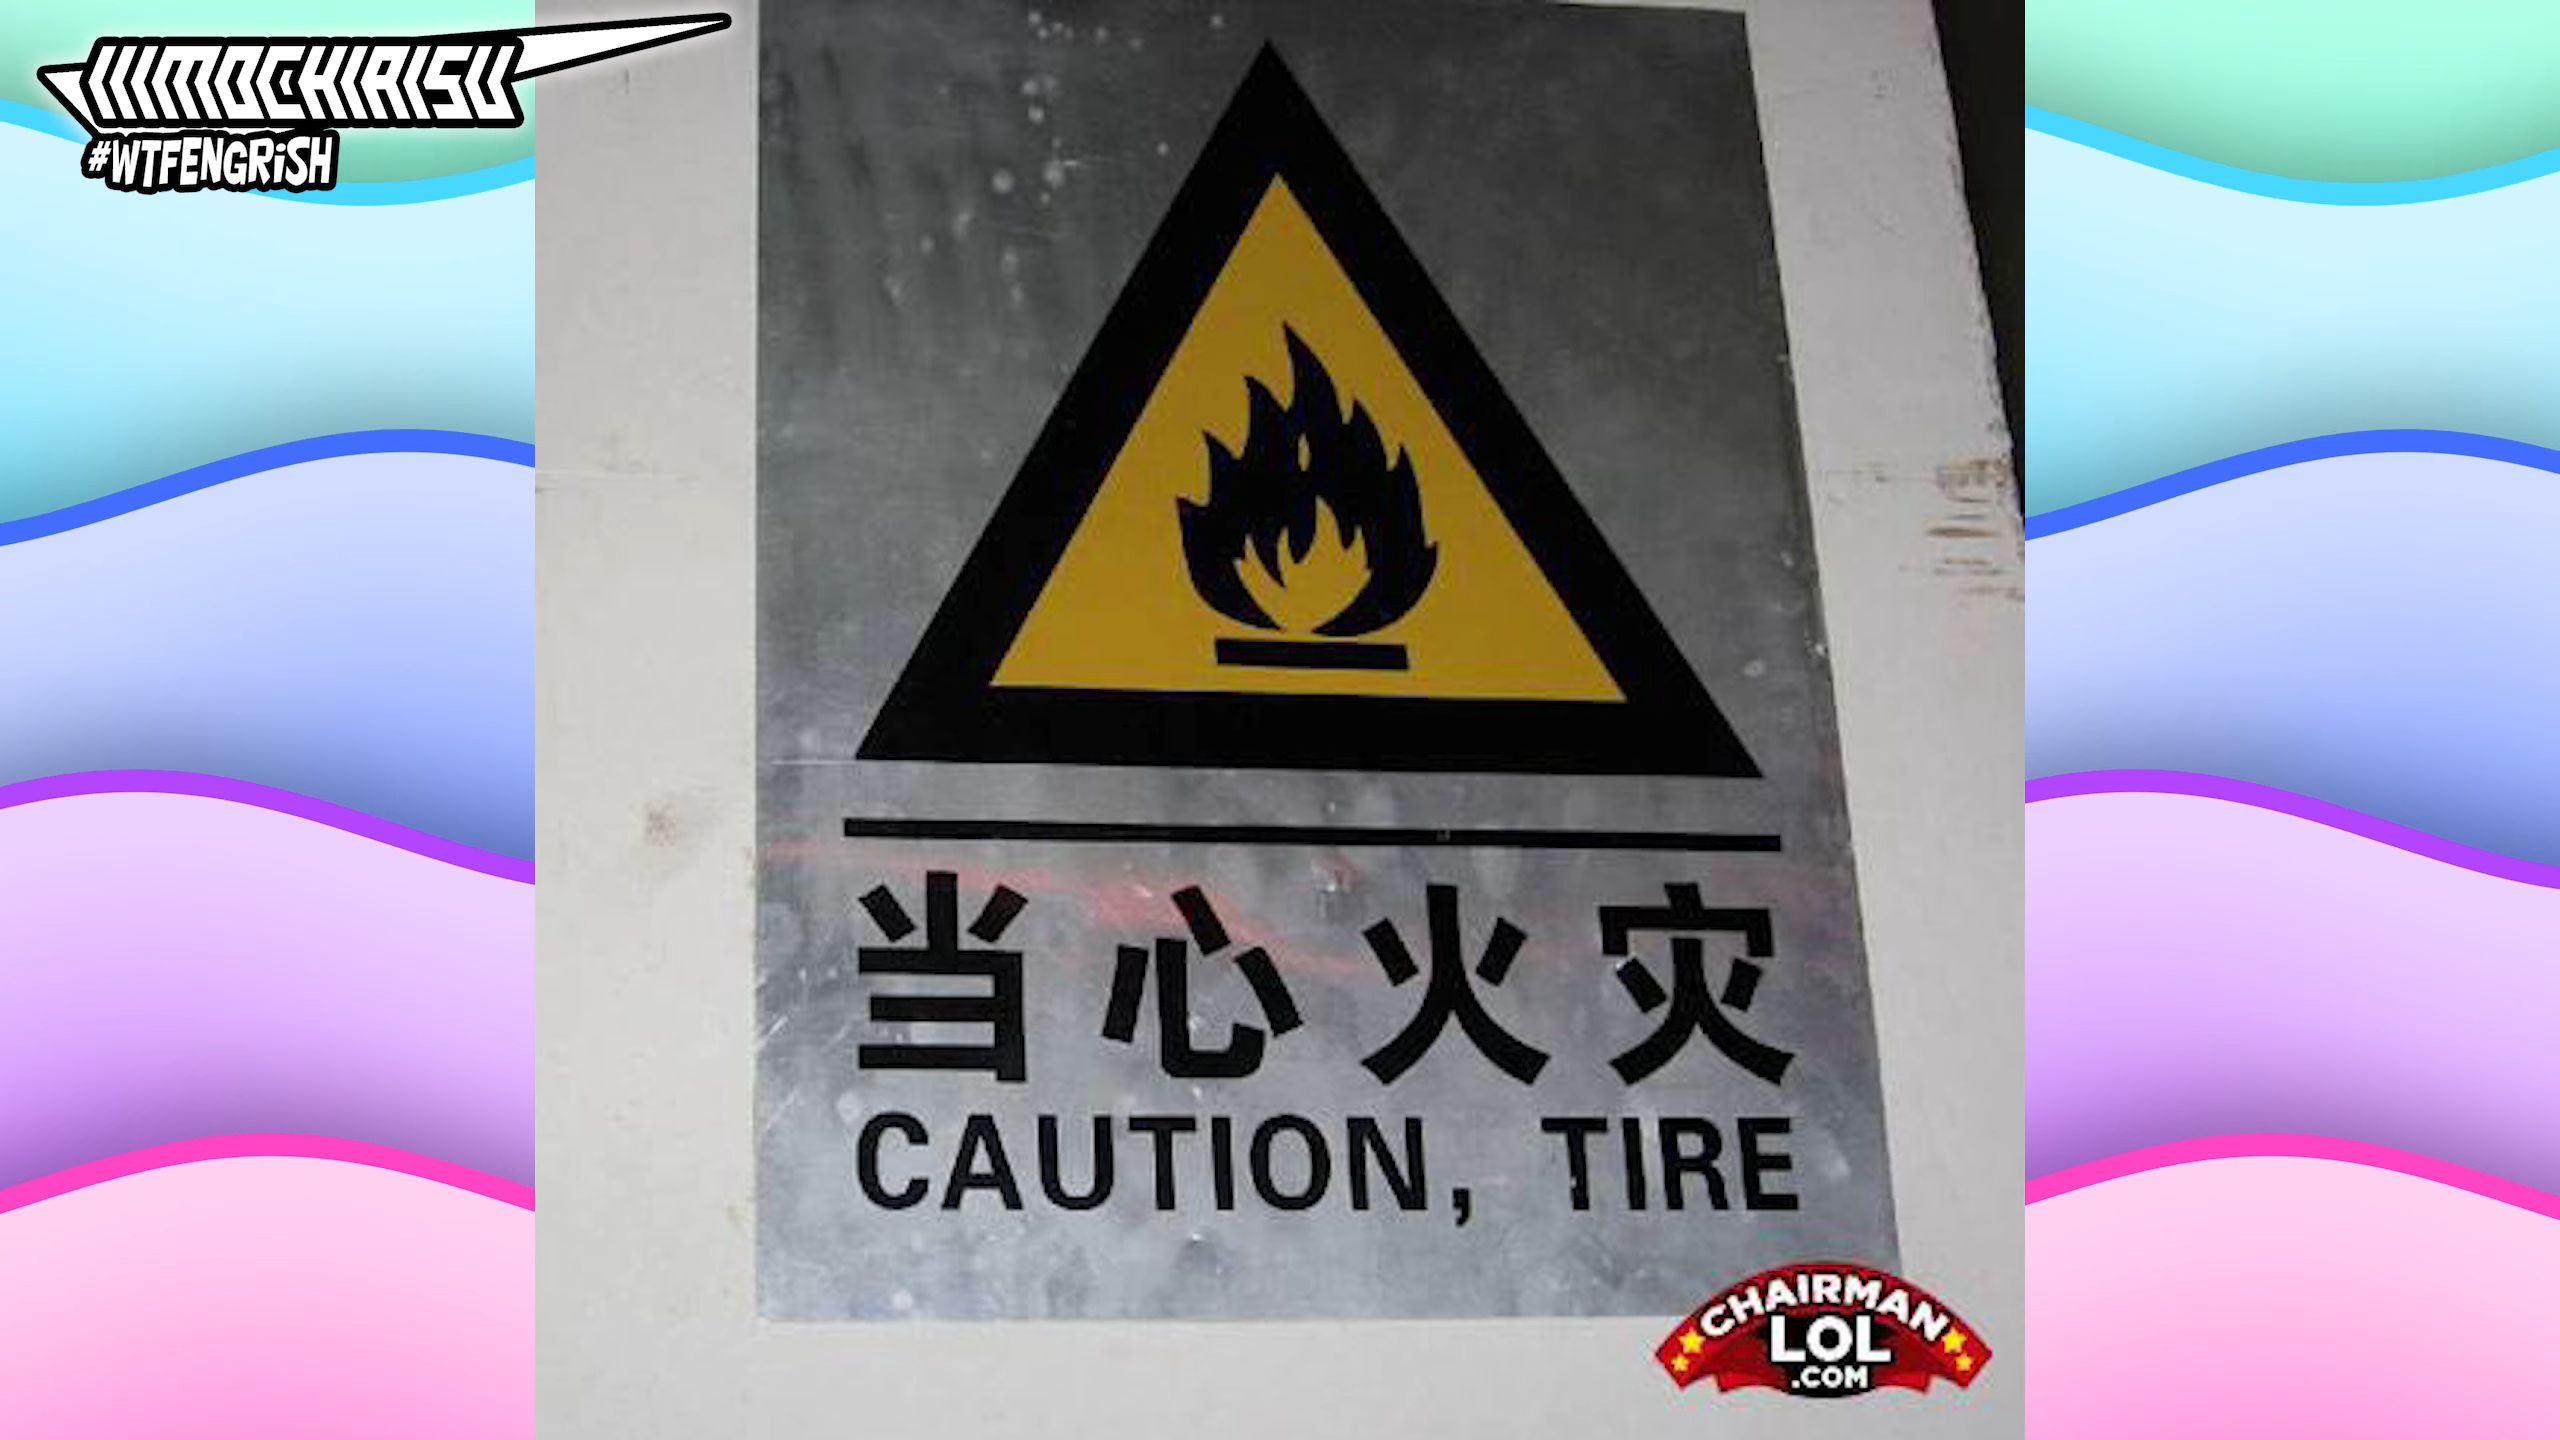 MOCHIRISU
#WTFENGRiSH
当心火灾
CAUTION, TIRE
CHAIRMAN
LOL
.COM